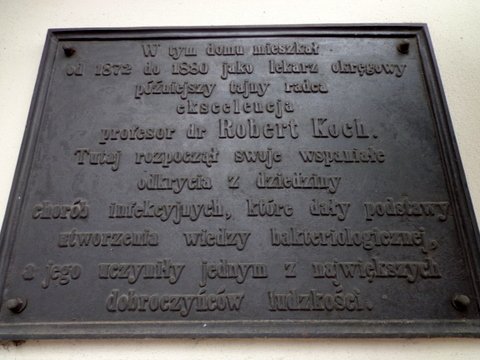 W tym domu mieszkał
od 1872 do 1880 jako lekarz okręgowy
późniejszy tajny radca
ekscelencja
profesor dr Robert Koch.
Tutaj rozpoczął swoje wspaniałe
odkrycia z dziedziny
chorób infekcyjnych, które dały podstawy
utworzenia wiedzy bakteriologicznej,
a jego uczyniły jednym z największych
dobroczyńców ludzkości.